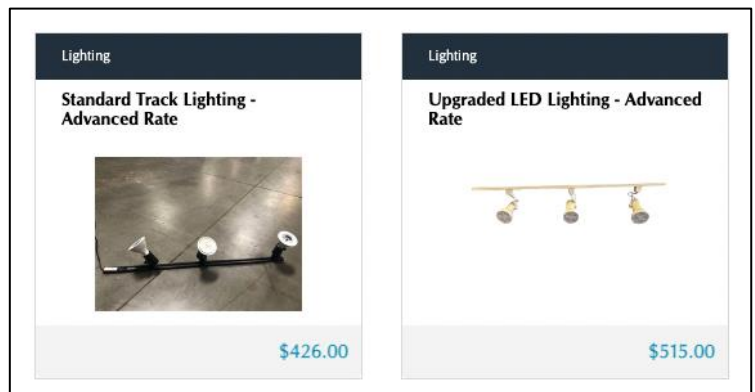 Lighting
Standard Track Lighting -
Advanced Rate
$426.00
Lighting
Upgraded LED Lighting - Advanced
Rate
$515.00